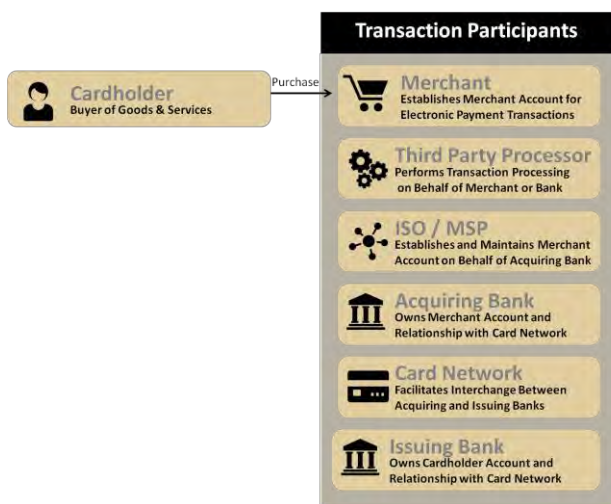 Transaction Participants
Cardholder
Buyer of Goods & Services
Purchase
Merchant
Establishes Merchant Account for
Electronic Payment Transactions
Third Party Processor
Performs Transaction Processing
on Behalf of Merchant or Bank
ISO / MSP
Establishes and Maintains Merchant
Account on Behalf of Acquiring Bank
Acquiring Bank
Owns Merchant Account and
Relationship with Card Network
Card Network
Facilitates Interchange Between
Acquiring and Issuing Banks
Issuing Bank
Owns Cardholder Account and
Relationship with Card Network